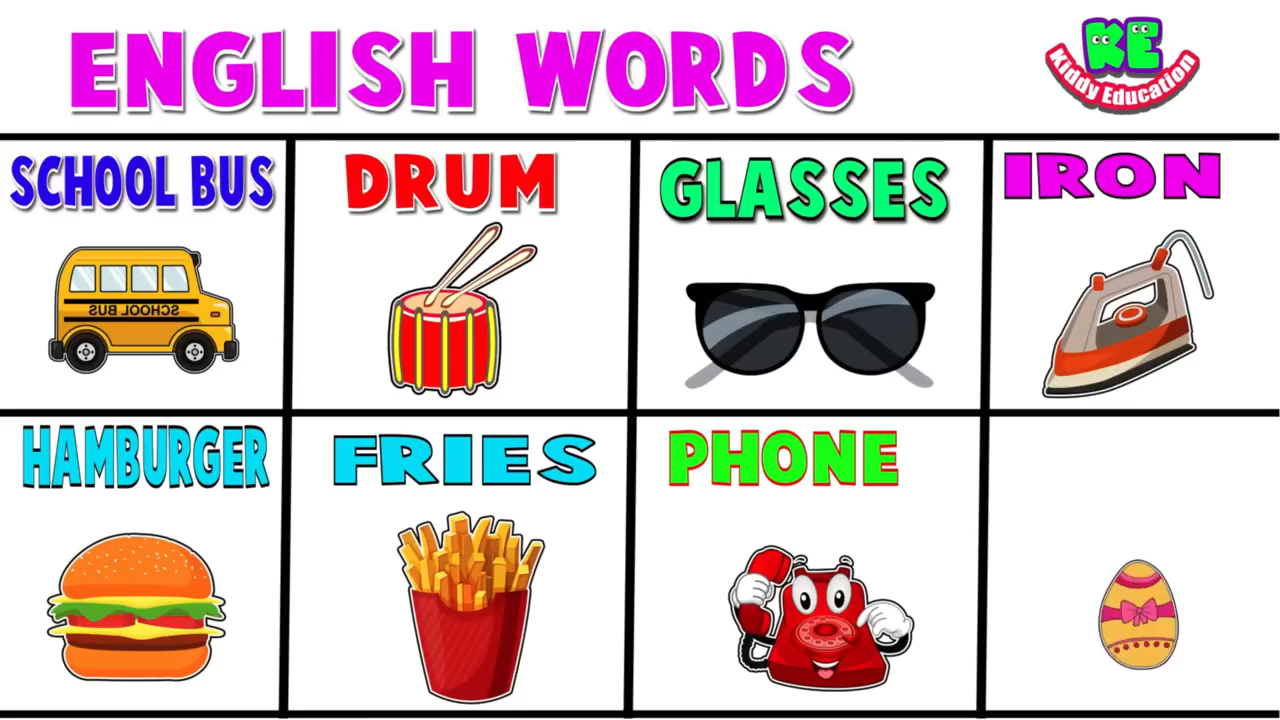 ENGLISH WORDS
KE
Kiddy Education
SCHOOL BUS
DRUM
GLASSES
IRON
SCHOOL BUS
HAMBURGER
FRIES
PHONE